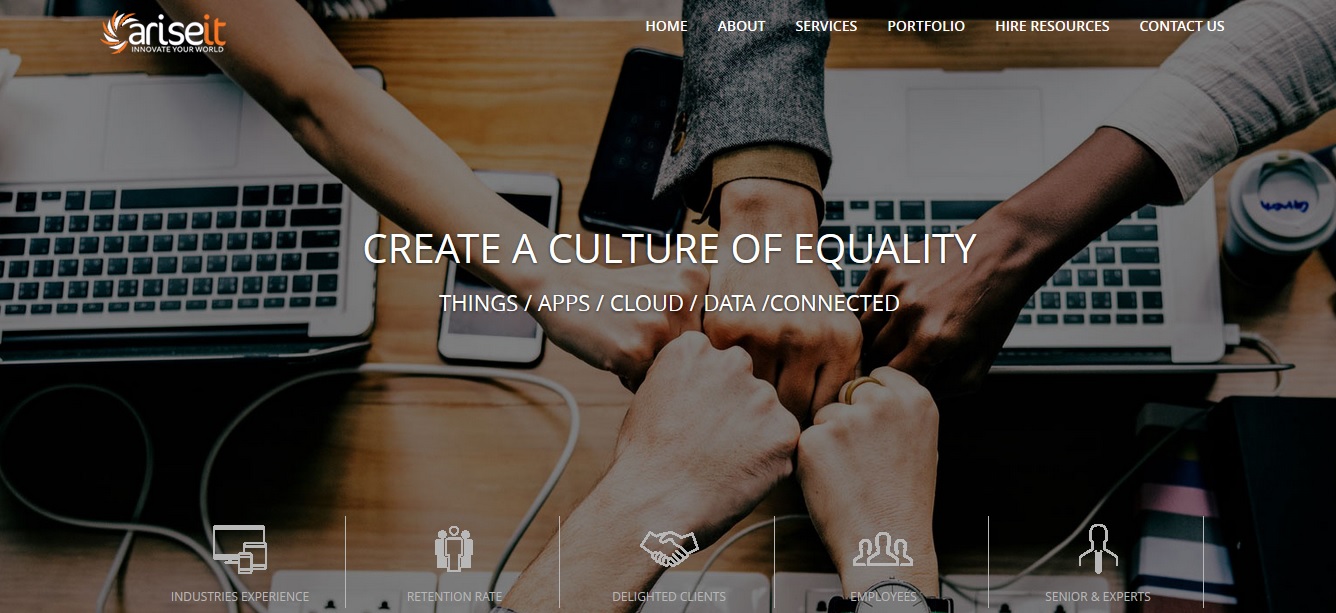 ariseit
INNOVATE YOUR WORLD
HOME ABOUT SERVICES PORTFOLIO HIRE RESOURCES CONTACT US
CREATE A CULTURE OF EQUALITY
THINGS / APPS / CLOUD / DATA /CONNECTED
INDUSTRIES EXPERIENCE RETENTION RATE DELIGHTED CLIENTS EMPLOYEES SENIOR & EXPERTS